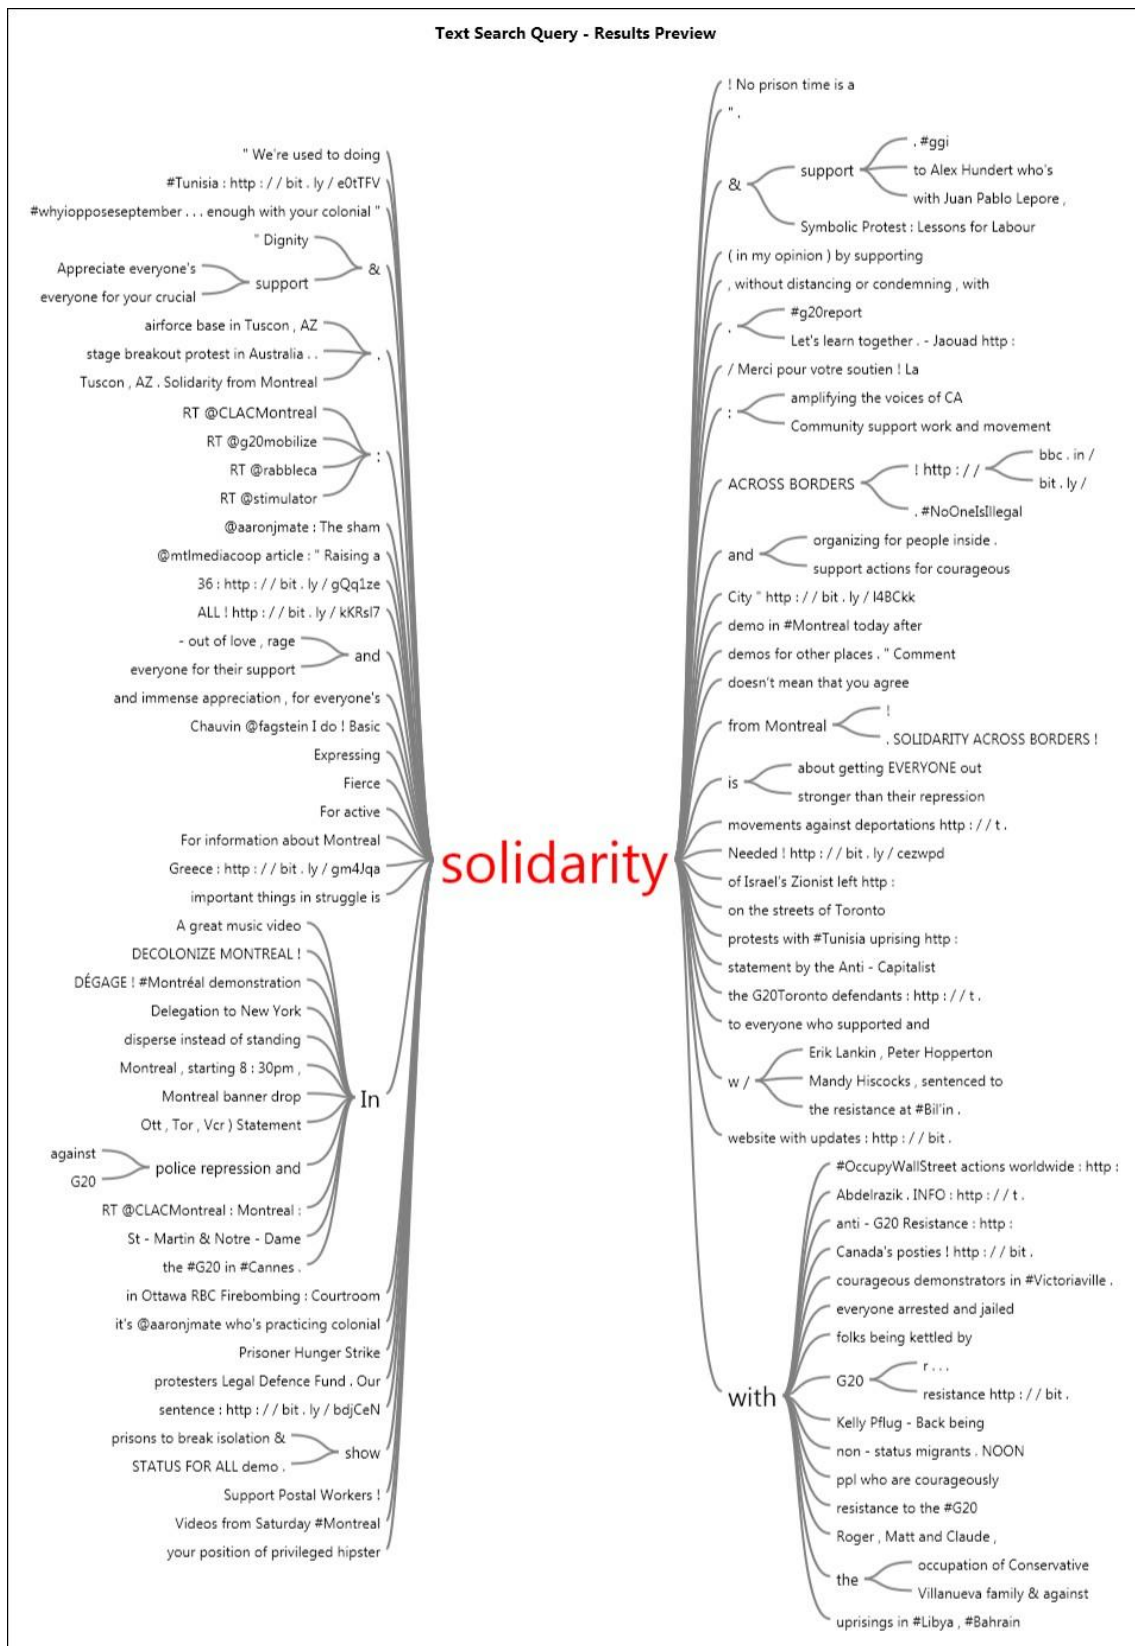 Text Search Query - Results Preview
" We're used to doing
#Tunisia : http : / / bit . ly / e0tTFV
#whyiopposeseptember . . . enough with your colonial "
" Dignity
Appreciate everyone's
everyone for your crucial
support
&
airforce base in Tuscon , AZ
stage breakout protest in Australia . .
Tuscon , AZ . Solidarity from Montreal
.
RT @CLACMontreal
RT @g20mobilize
RT @rabbleca
RT @stimulator
:
@aaronjmate : The sham
@mtlmediacoop article : " Raising a
36 : http : / / bit . ly / gQq1ze
ALL ! http : / / bit . ly / kKRsl7
- out of love , rage
everyone for their support
and
and immense appreciation , for everyone's
Chauvin @fagstein I do ! Basic
Expressing
Fierce
For active
For information about Montreal
Greece : http : / / bit . ly / gm4Jqa
important things in struggle is
A great music video
DECOLONIZE MONTREAL !
DÉGAGE ! #Montréal demonstration
Delegation to New York
disperse instead of standing
Montreal , starting 8 : 30pm ,
Montreal banner drop
Ott , Tor , Vcr ) Statement
against
G20
police repression and
RT @CLACMontreal : Montreal :
St - Martin & Notre - Dame
the #G20 in #Cannes .
In
in Ottawa RBC Firebombing : Courtroom
it's @aaronjmate who's practicing colonial
Prisoner Hunger Strike
protesters Legal Defence Fund . Our
sentence : http : / / bit . ly / bdjCeN
prisons to break isolation &
STATUS FOR ALL demo .
show
Support Postal Workers !
Videos from Saturday #Montreal
your position of privileged hipster
solidarity
! No prison time is a
" .
&
support
. #ggi
to Alex Hundert who's
with Juan Pablo Lepore ,
Symbolic Protest : Lessons for Labour
( in my opinion ) by supporting
, without distancing or condemning , with
.
#g20report
Let's learn together . - Jaouad http :
/ Merci pour votre soutien ! La
:
amplifying the voices of CA
Community support work and movement
ACROSS BORDERS
! http : / /
bbc . in /
bit . ly /
. #NoOneIsIllegal
and
organizing for people inside .
support actions for courageous
City " http : / / bit . ly / l4BCkk
demo in #Montreal today after
demos for other places . " Comment
doesn't mean that you agree
from Montreal
!
. SOLIDARITY ACROSS BORDERS !
is
about getting EVERYONE out
stronger than their repression
movements against deportations http : / / t .
Needed ! http : / / bit . ly / cezwpd
of Israel's Zionist left http :
on the streets of Toronto
protests with #Tunisia uprising http :
statement by the Anti - Capitalist
the G20Toronto defendants : http : / / t .
to everyone who supported and
w /
Erik Lankin , Peter Hopperton
Mandy Hiscocks , sentenced to
the resistance at #Bil'in .
website with updates : http : / / bit .
with
#OccupyWallStreet actions worldwide : http :
Abdelrazik . INFO : http : / / t .
anti - G20 Resistance : http :
Canada's posties ! http : / / bit .
courageous demonstrators in #Victoriaville .
everyone arrested and jailed
folks being kettled by
G20
r . . .
resistance http : / / bit .
Kelly Pflug - Back being
non - status migrants . NOON
ppl who are courageously
resistance to the #G20
Roger , Matt and Claude ,
the
occupation of Conservative
Villanueva family & against
uprisings in #Libya , #Bahrain